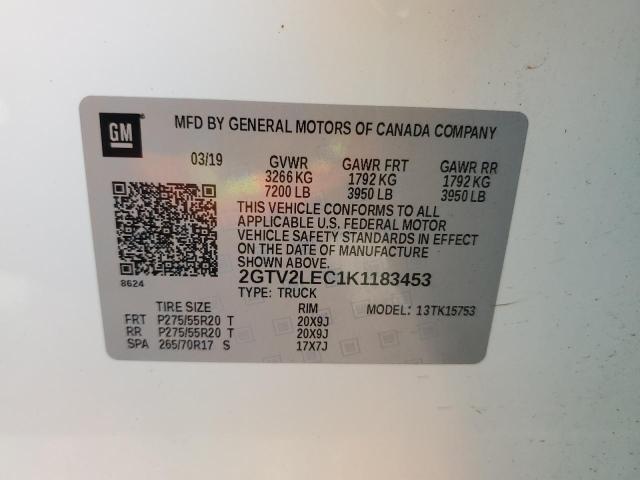 GM
MFD BY GENERAL MOTORS OF CANADA COMPANY
03/19 GVWR GAWR FRT GAWR RR
3266 KG 1792 KG 1792 KG
7200 LB 3950 LB 3950 LB
THIS VEHICLE CONFORMS TO ALL
APPLICABLE U.S. FEDERAL MOTOR
VEHICLE SAFETY STANDARDS IN EFFECT
ON THE DATE OF MANUFACTURE
SHOWN ABOVE.
8624
2GTV2LEC1K1183453
TYPE: TRUCK
TIRE SIZE RIM MODEL: 13TK15753
FRT P275/55R20 T 20X9J
RR P275/55R20 T 20X9J
SPA 265/70R17 S 17X7J